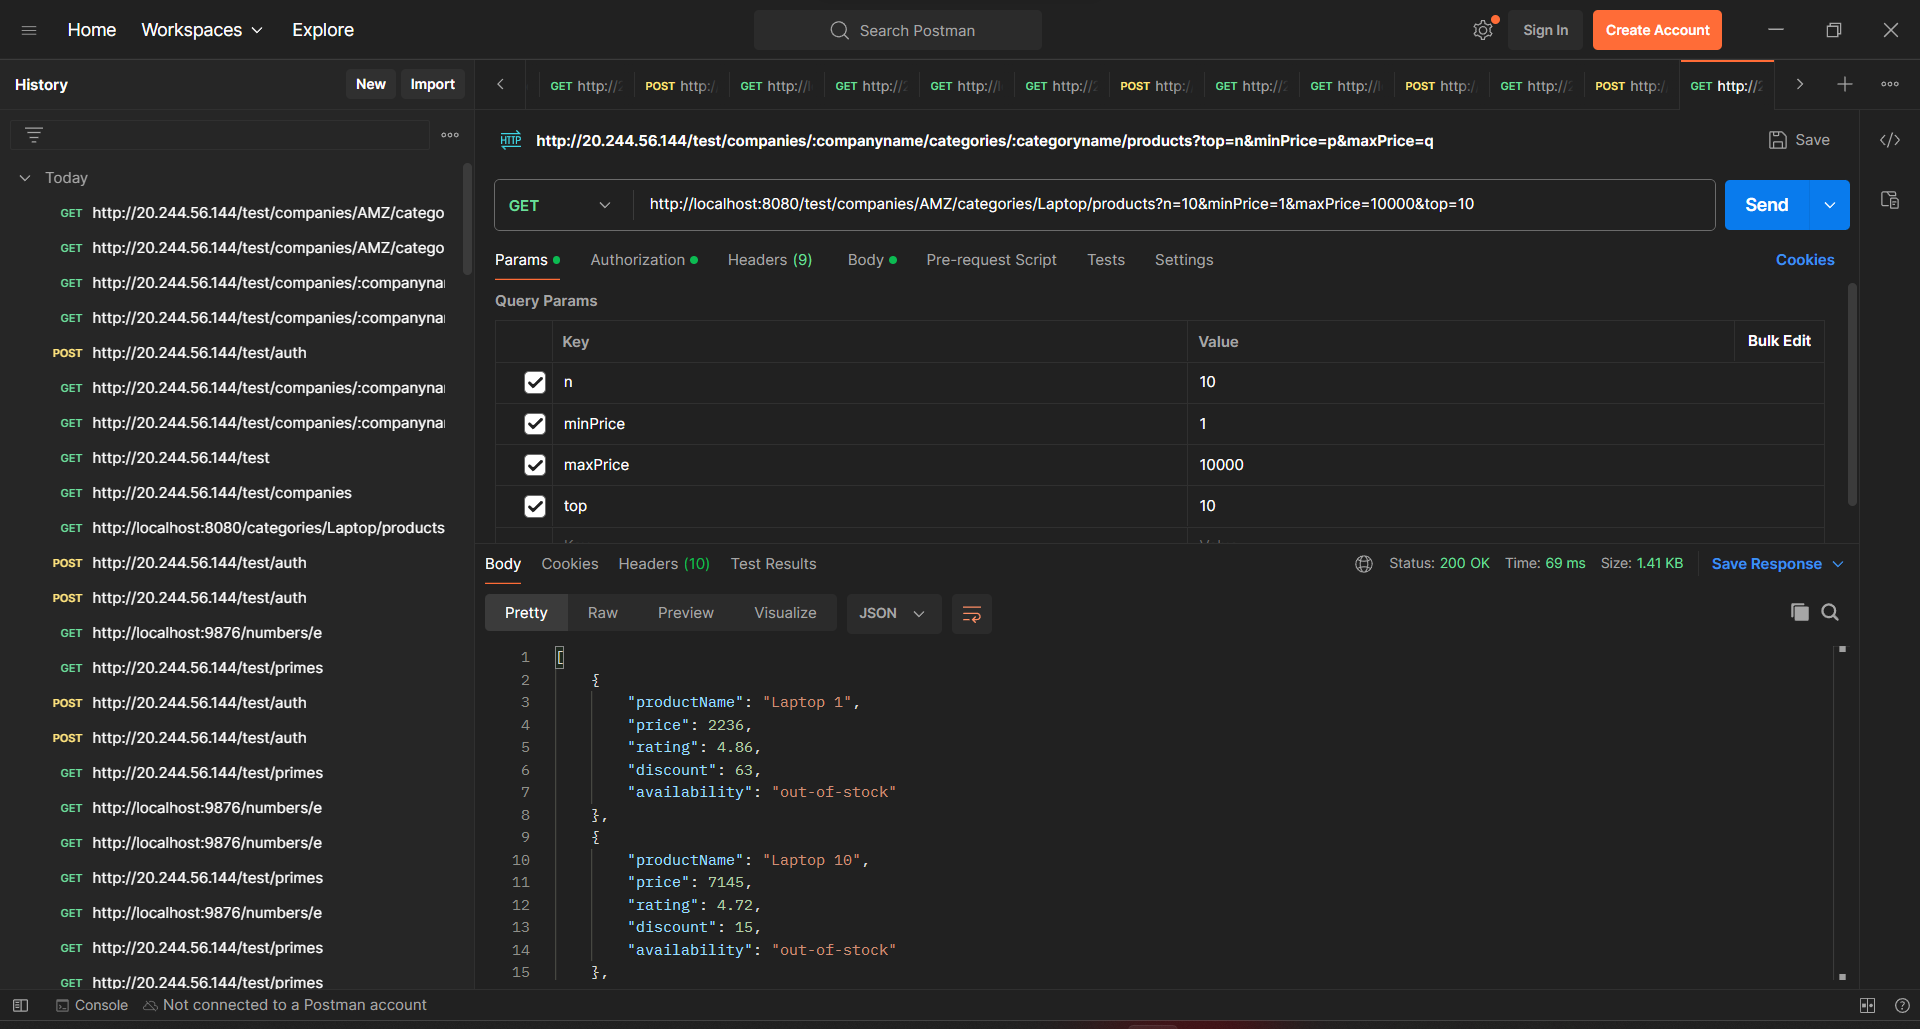 Home Workspaces Explore Search Postman Sign In Create Account
History New Import
GET http:// POST http:/ GET http:// GET http:// GET http:// GET http:// POST http:/ GET http:// GET http:// POST http:/ GET http:// POST http:/ GET http://
HTTP http://20.244.56.144/test/companies/:companyname/categories/:categoryname/products?top=n&minPrice=p&maxPrice=q Save
Today
GET http://20.244.56.144/test/companies/AMZ/catego
GET http://20.244.56.144/test/companies/AMZ/catego
GET http://20.244.56.144/test/companies/:companyna
GET http://20.244.56.144/test/companies/:companyna
POST http://20.244.56.144/test/auth
GET http://20.244.56.144/test/companies/:companyna
GET http://20.244.56.144/test/companies/:companyna
GET http://20.244.56.144/test
GET http://20.244.56.144/test/companies
GET http://localhost:8080/categories/Laptop/products
POST http://20.244.56.144/test/auth
POST http://20.244.56.144/test/auth
GET http://localhost:9876/numbers/e
GET http://20.244.56.144/test/primes
POST http://20.244.56.144/test/auth
POST http://20.244.56.144/test/auth
GET http://20.244.56.144/test/primes
GET http://localhost:9876/numbers/e
GET http://localhost:9876/numbers/e
GET http://20.244.56.144/test/primes
GET http://localhost:9876/numbers/e
GET http://20.244.56.144/test/primes
GET http://20.244.56.144/test/primes
GET http://localhost:8080/test/companies/AMZ/categories/Laptop/products?n=10&minPrice=1&maxPrice=10000&top=10 Send
Params Authorization Headers (9) Body Pre-request Script Tests Settings Cookies
Query Params
Key Value Bulk Edit
n 10
minPrice 1
maxPrice 10000
top 10
Body Cookies Headers (10) Test Results Status: 200 OK Time: 69 ms Size: 1.41 KB Save Response
Pretty Raw Preview Visualize JSON
1 [
2 {
3 "productName": "Laptop 1",
4 "price": 2236,
5 "rating": 4.86,
6 "discount": 63,
7 "availability": "out-of-stock"
8 },
9 {
10 "productName": "Laptop 10",
11 "price": 7145,
12 "rating": 4.72,
13 "discount": 15,
14 "availability": "out-of-stock"
15 },
Console Not connected to a Postman account